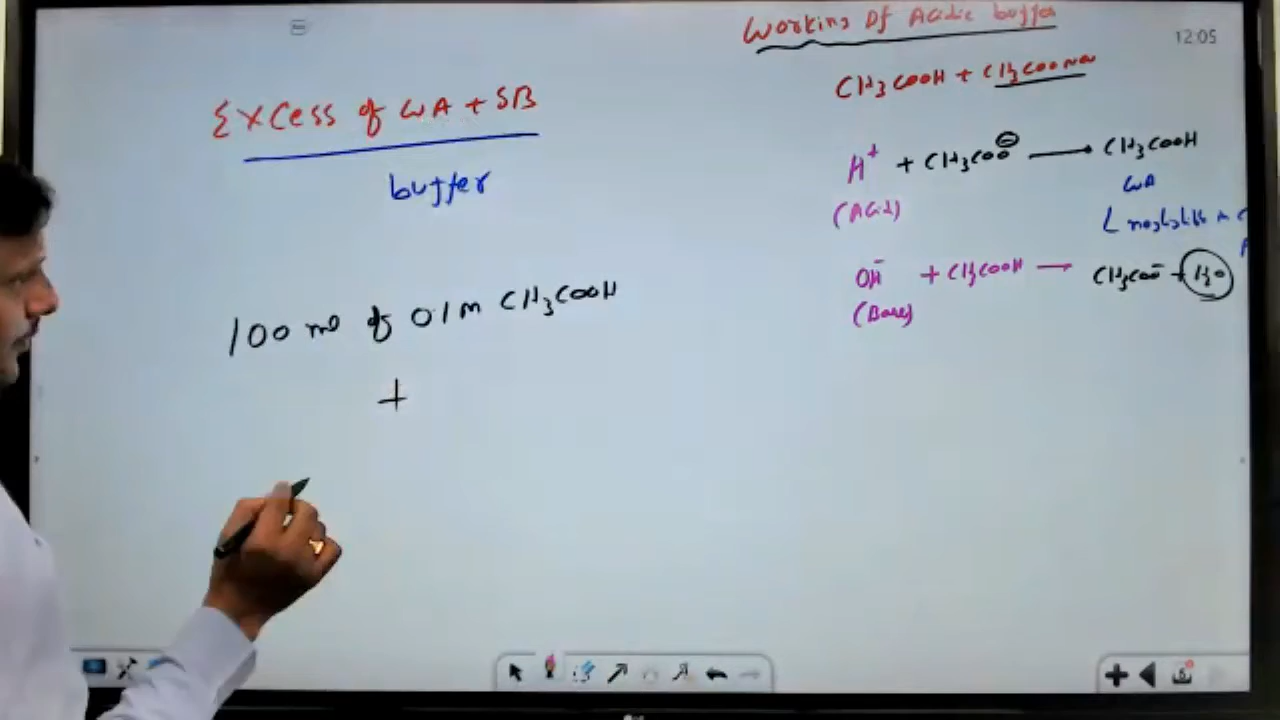 Working Of Acidic buffer
12:05
CH3COOH + CH3COONa
Excess of WA + SB
buffer
H+ + CH3COO⊖ ⟶ CH3COOH
(Acid)
WA
OH- + CH3COOH ⟶ CH3COO- + H2O
(Base)
100 ml of 0.1M CH3COOH
+